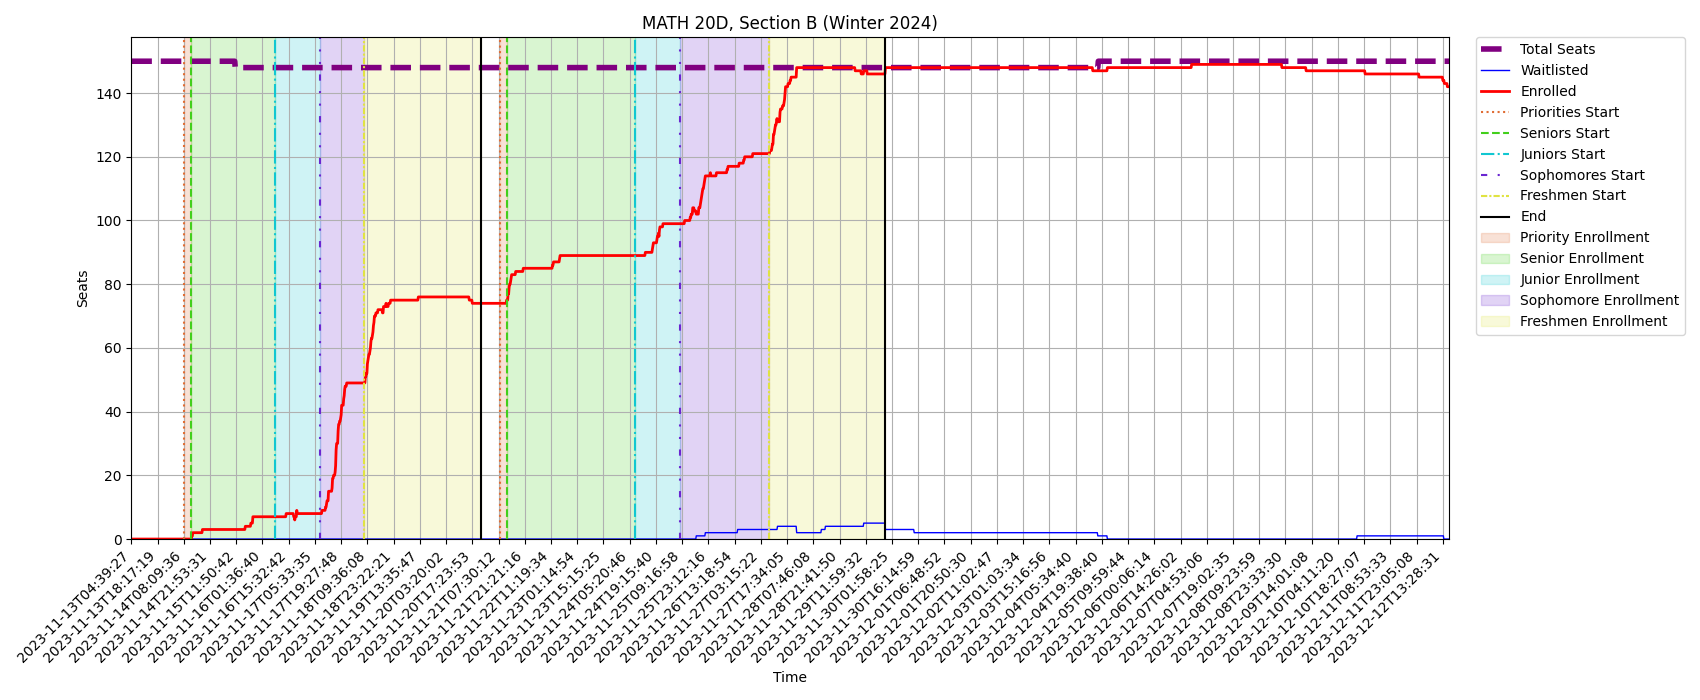 MATH 20D, Section B (Winter 2024)
Seats
140
120
100
80
60
40
20
0
2023-11-13T04:39:27
2023-11-13T18:17:19
2023-11-14T08:09:36
2023-11-14T21:53:31
2023-11-15T11:50:42
2023-11-16T01:36:40
2023-11-16T15:32:42
2023-11-17T05:33:35
2023-11-17T19:27:48
2023-11-18T09:36:08
2023-11-18T23:22:21
2023-11-19T13:35:47
2023-11-20T03:20:02
2023-11-20T17:23:53
2023-11-21T07:30:12
2023-11-21T21:21:16
2023-11-22T11:19:34
2023-11-23T01:14:54
2023-11-23T15:15:25
2023-11-24T05:20:46
2023-11-24T19:15:40
2023-11-25T09:16:58
2023-11-25T23:12:16
2023-11-26T13:18:54
2023-11-27T03:15:22
2023-11-27T17:34:05
2023-11-28T07:46:08
2023-11-28T21:41:50
2023-11-29T11:59:32
2023-11-30T01:58:25
2023-11-30T16:14:59
2023-12-01T06:48:52
2023-12-01T20:50:30
2023-12-02T11:02:47
2023-12-03T01:03:34
2023-12-03T15:16:56
2023-12-04T05:34:40
2023-12-04T19:38:40
2023-12-05T09:59:44
2023-12-06T00:06:14
2023-12-06T14:26:02
2023-12-07T04:53:06
2023-12-07T19:02:35
2023-12-08T09:23:59
2023-12-08T23:33:30
2023-12-09T14:01:08
2023-12-10T04:11:20
2023-12-10T18:27:07
2023-12-11T08:53:33
2023-12-11T23:05:08
2023-12-12T13:28:31
Time
Total Seats
Waitlisted
Enrolled
Priorities Start
Seniors Start
Juniors Start
Sophomores Start
Freshmen Start
End
Priority Enrollment
Senior Enrollment
Junior Enrollment
Sophomore Enrollment
Freshmen Enrollment